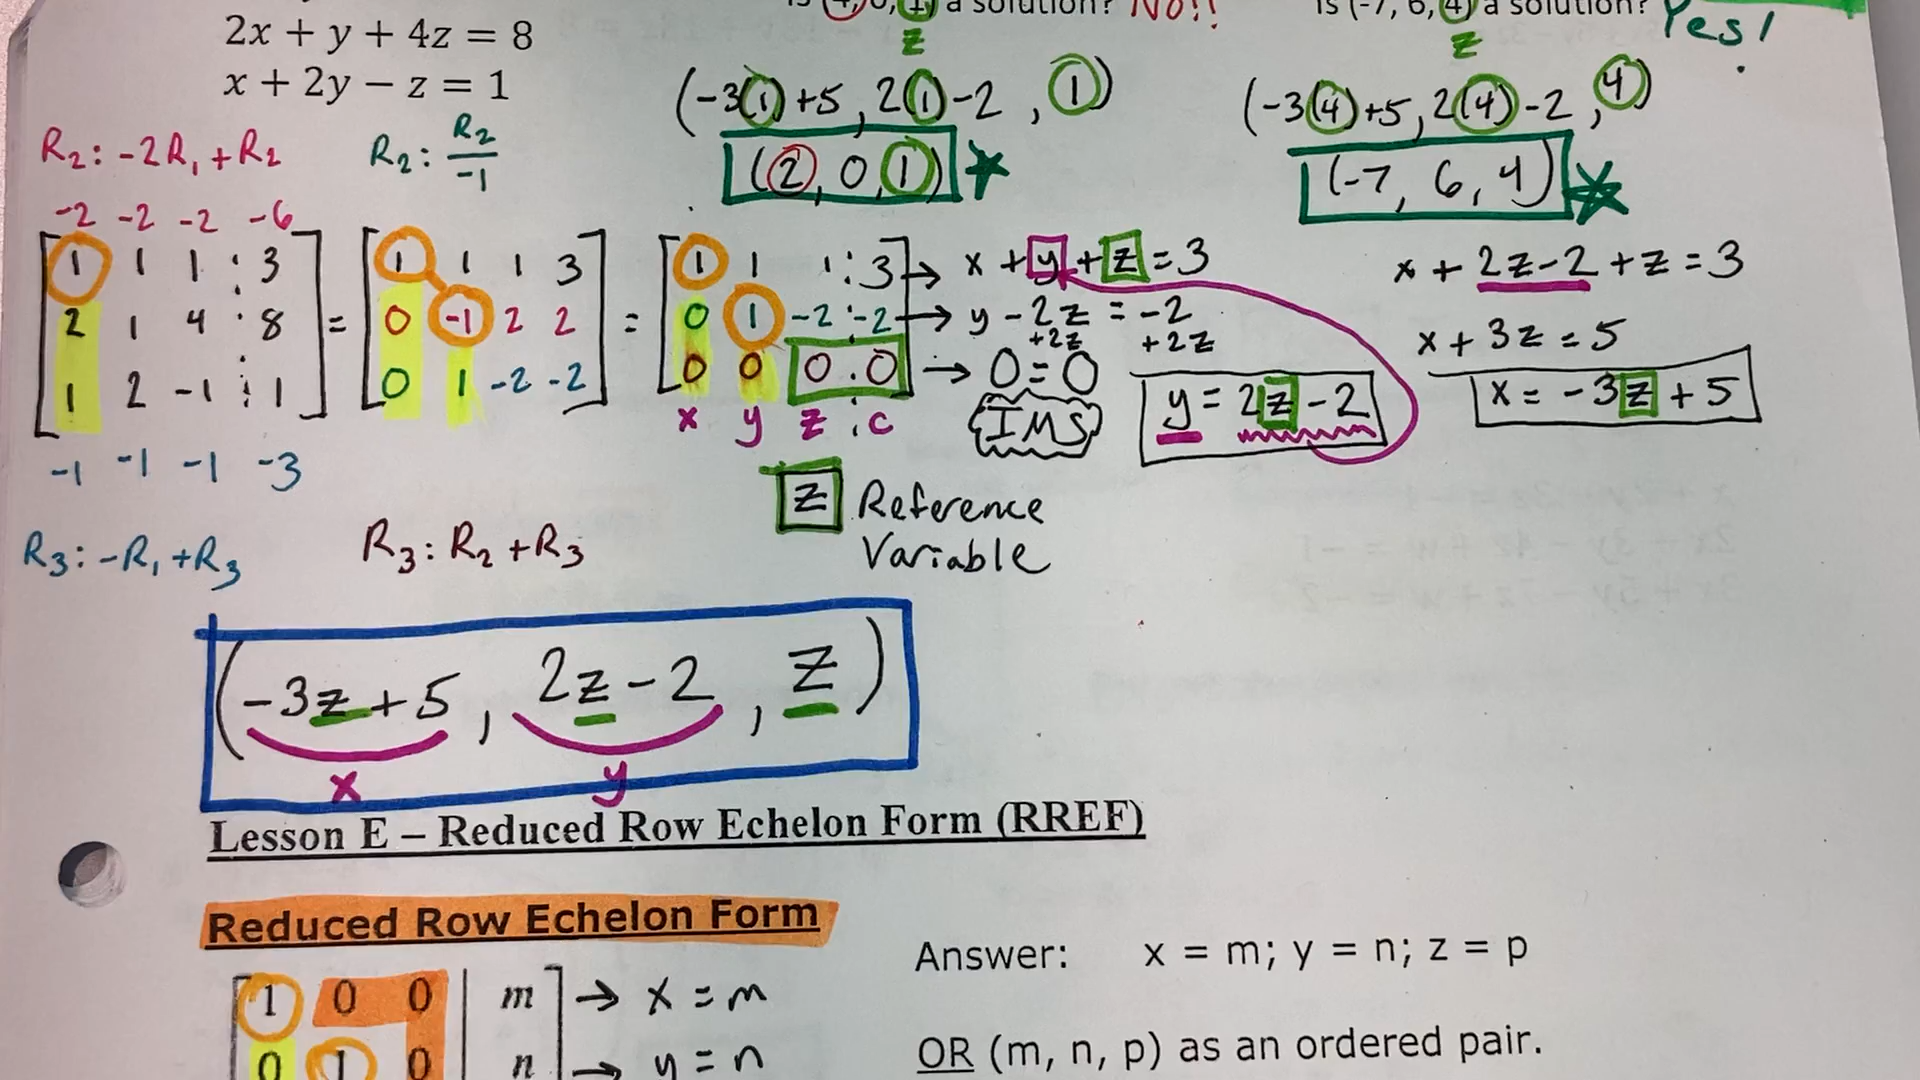 a solution? No!!
Is (-7, 6, 4) a solution? Yes!
2x + y + 4z = 8
x + 2y − z = 1
z
(-3(1)+5, 2(1)-2, 1)
(2, 0, 1)
z
(-3(4)+5, 2(4)-2, 4)
(-7, 6, 4)
R2: -2R1 + R2
R2: R2/-1
-2 -2 -2 -6
1 1 1 : 3
2 1 4 : 8
1 2 -1 : 1
-1 -1 -1 -3
=
1 1 1 3
0 -1 2 2
0 1 -2 -2
=
1 1 1 : 3 → x + y + z = 3
0 1 -2 : -2 → y - 2z = -2
+2z +2z
0 0 0 : 0 → 0 = 0
x y z : c
IMS
y = 2z - 2
x + 2z - 2 + z = 3
x + 3z = 5
x = -3z + 5
z Reference
Variable
R3: -R1 + R3
R3: R2 + R3
(-3z + 5, 2z - 2, z)
x y
Lesson E – Reduced Row Echelon Form (RREF)
Reduced Row Echelon Form
1 0 0 | m → x = m
0 1 0 n → y = n
Answer: x = m; y = n; z = p
OR (m, n, p) as an ordered pair.